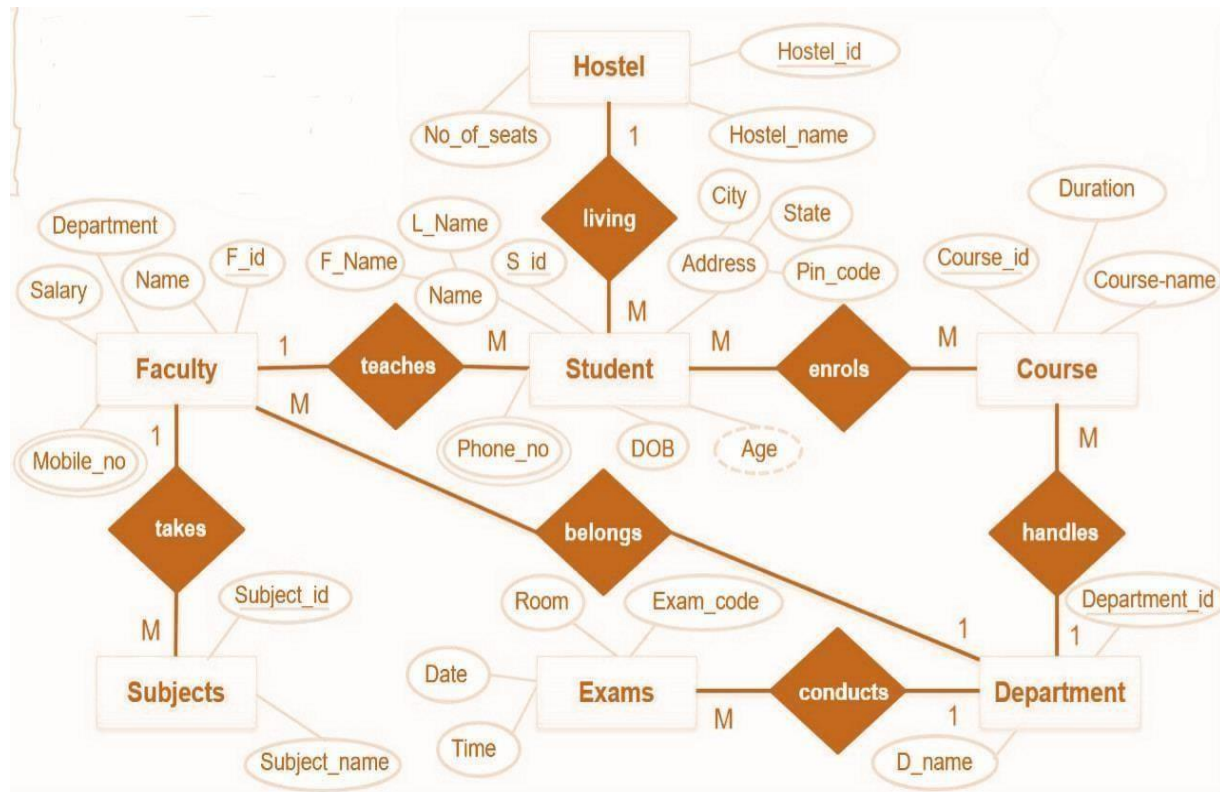 Hostel
Hostel_id
No_of_seats
1
Hostel_name
living
City
State
Duration
Department
L_Name
F_id
F_Name
S_id
Address
Pin_code
Course_id
Salary
Name
Name
Course-name
M
Faculty
1
teaches
M
Student
M
enrols
M
Course
M
1
Mobile_no
Phone_no
DOB
Age
M
takes
belongs
handles
Subject_id
Room
Exam_code
Department_id
M
1
1
Subjects
Date
Exams
conducts
Department
M
1
Time
Subject_name
D_name